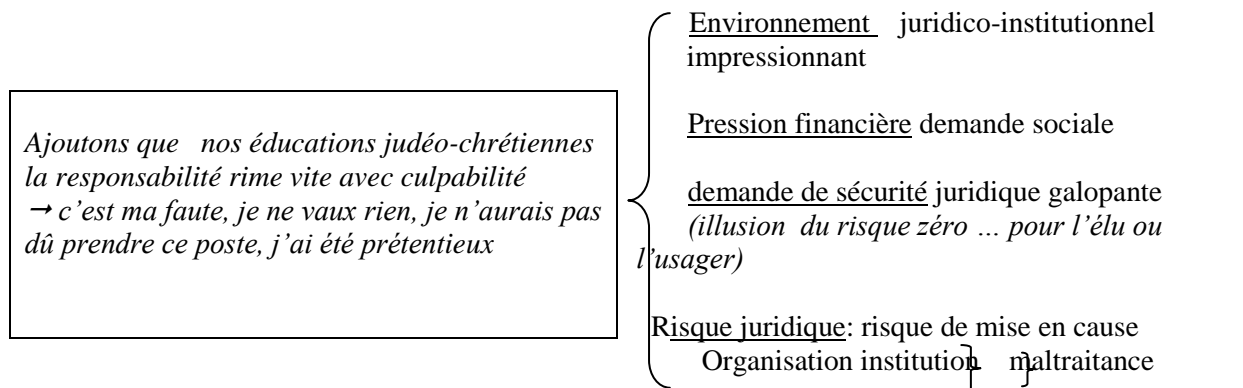 Ajoutons que nos éducations judéo-chrétiennes
la responsabilité rime vite avec culpabilité
→ c'est ma faute, je ne vaux rien, je n'aurais pas
dû prendre ce poste, j'ai été prétentieux
Environnement juridico-institutionnel
impressionnant
Pression financière demande sociale
demande de sécurité juridique galopante
(illusion du risque zéro … pour l'élu ou
l'usager)
Risque juridique: risque de mise en cause
Organisation institution maltraitance